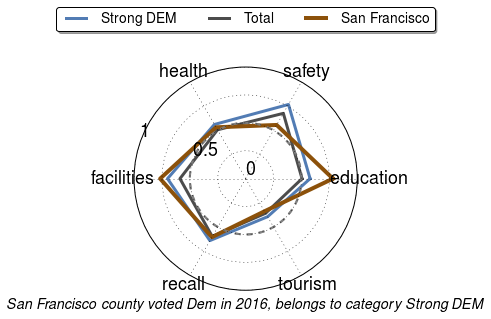 Strong DEM Total San Francisco
health safety
1
0.5
0
facilities education
recall tourism
San Francisco county voted Dem in 2016, belongs to category Strong DEM